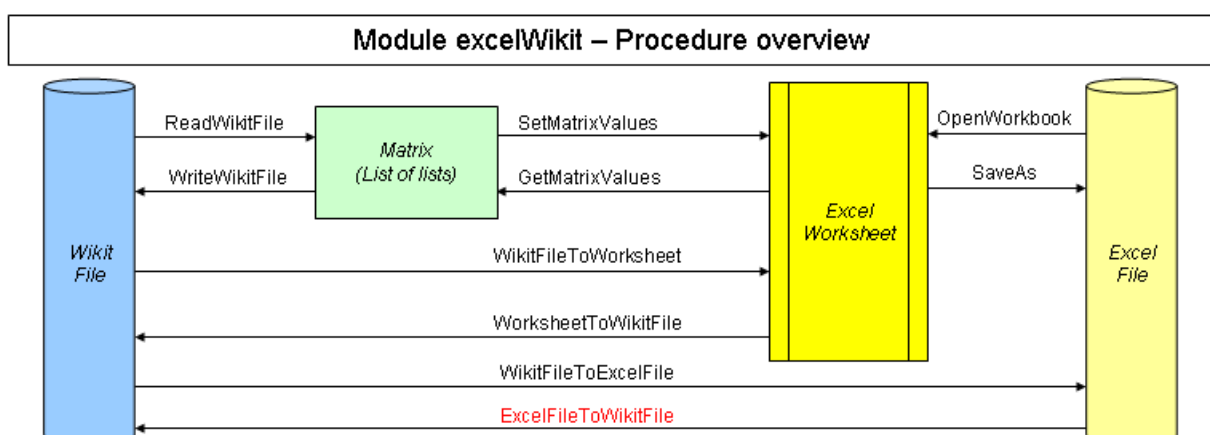 Module excelWikit – Procedure overview
ReadWikitFile
SetMatrixValues
OpenWorkbook
Matrix
(List of lists)
WriteWikitFile
GetMatrixValues
SaveAs
Excel
Worksheet
Wikit
File
WikitFileToWorksheet
Excel
File
WorksheetToWikitFile
WikitFileToExcelFile
ExcelFileToWikitFile